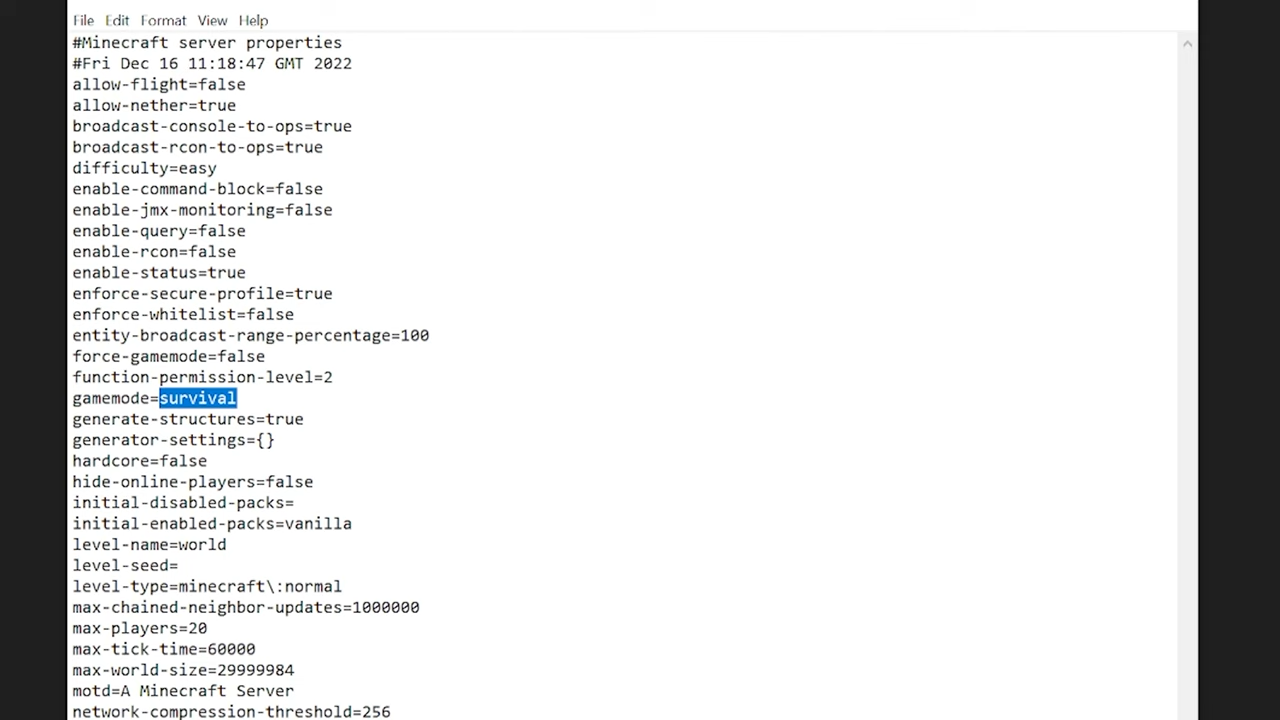 File Edit Format View Help
#Minecraft server properties
#Fri Dec 16 11:18:47 GMT 2022
allow-flight=false
allow-nether=true
broadcast-console-to-ops=true
broadcast-rcon-to-ops=true
difficulty=easy
enable-command-block=false
enable-jmx-monitoring=false
enable-query=false
enable-rcon=false
enable-status=true
enforce-secure-profile=true
enforce-whitelist=false
entity-broadcast-range-percentage=100
force-gamemode=false
function-permission-level=2
gamemode=survival
generate-structures=true
generator-settings={}
hardcore=false
hide-online-players=false
initial-disabled-packs=
initial-enabled-packs=vanilla
level-name=world
level-seed=
level-type=minecraft\:normal
max-chained-neighbor-updates=1000000
max-players=20
max-tick-time=60000
max-world-size=29999984
motd=A Minecraft Server
network-compression-threshold=256